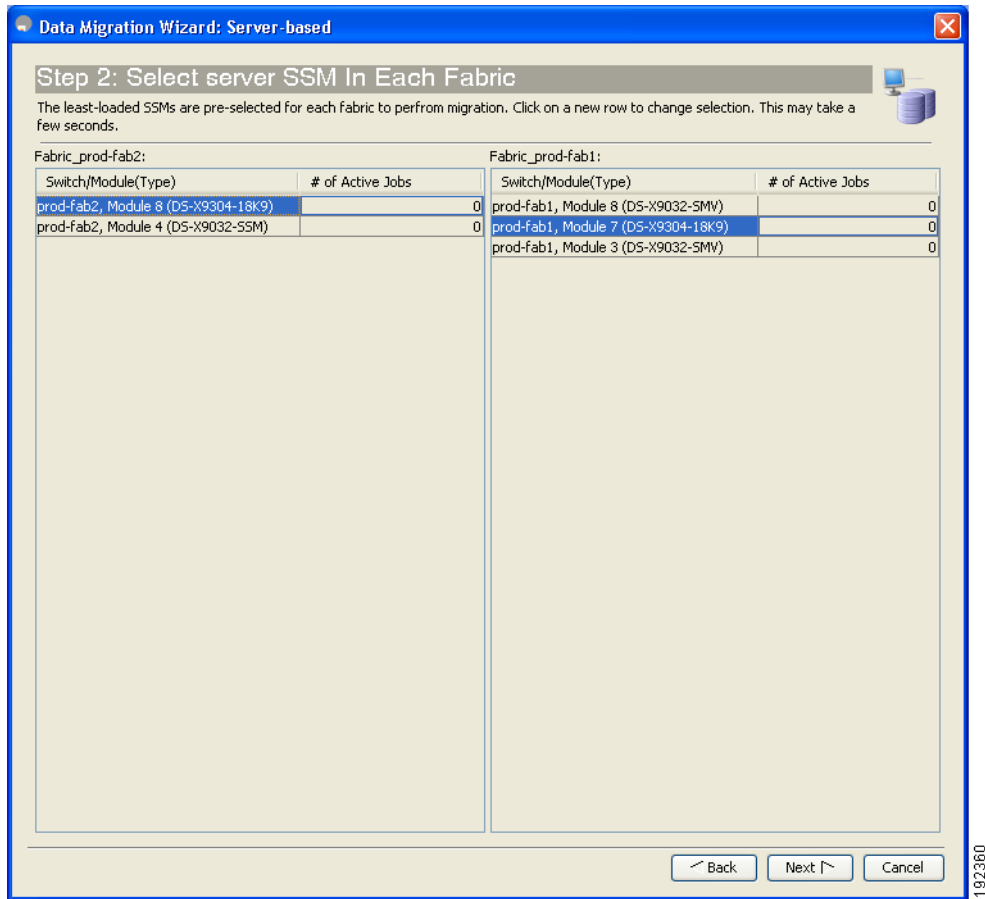 Data Migration Wizard: Server-based
Step 2: Select server SSM In Each Fabric
The least-loaded SSMs are pre-selected for each fabric to perfrom migration. Click on a new row to change selection. This may take a
few seconds.
Fabric_prod-fab2:
Switch/Module(Type) # of Active Jobs
prod-fab2, Module 8 (DS-X9304-18K9) 0
prod-fab2, Module 4 (DS-X9032-SSM) 0
Fabric_prod-fab1:
Switch/Module(Type) # of Active Jobs
prod-fab1, Module 8 (DS-X9032-SMV) 0
prod-fab1, Module 7 (DS-X9304-18K9) 0
prod-fab1, Module 3 (DS-X9032-SMV) 0
Back Next Cancel
192360